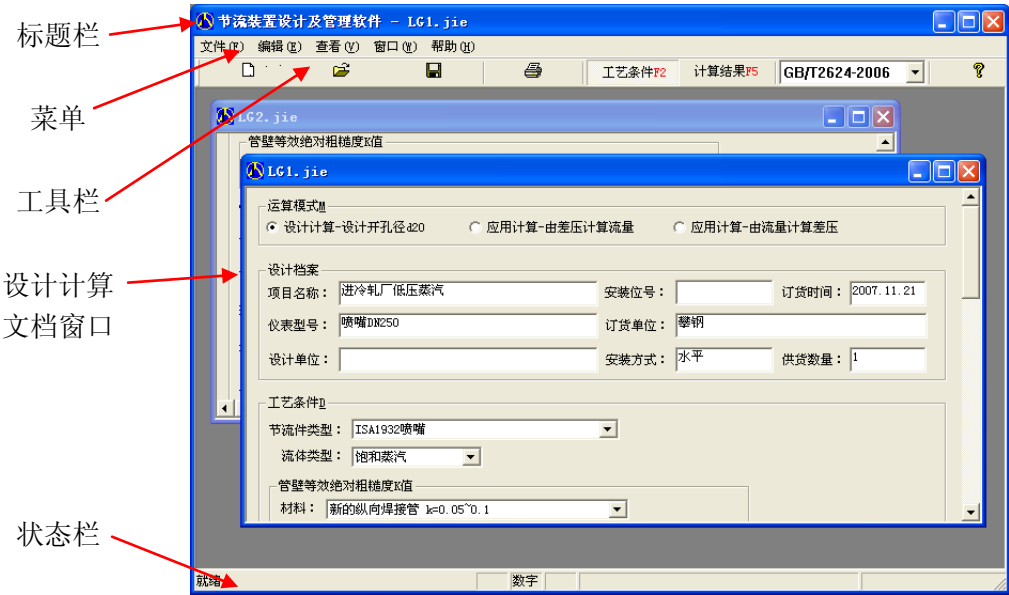 标题栏
菜单
工具栏
设计计算
文档窗口
状态栏
节流装置设计及管理软件 - LG1.jie
文件(F) 编辑(E) 查看(V) 窗口(W) 帮助(H)
工艺条件F2 计算结果F5 GB/T2624-2006
LG2.jie
管壁等效绝对粗糙度K值
LG1.jie
运算模式M
设计计算-设计开孔径d20 应用计算-由差压计算流量 应用计算-由流量计算差压
设计档案
项目名称: 进冷轧厂低压蒸汽 安装位号: 订货时间: 2007.11.21
仪表型号: 喷嘴DN250 订货单位: 攀钢
设计单位: 安装方式: 水平 供货数量: 1
工艺条件D
节流件类型: ISA1932喷嘴
流体类型: 饱和蒸汽
管壁等效绝对粗糙度K值
材料: 新的纵向焊接管 k=0.05~0.1
就绪 数字